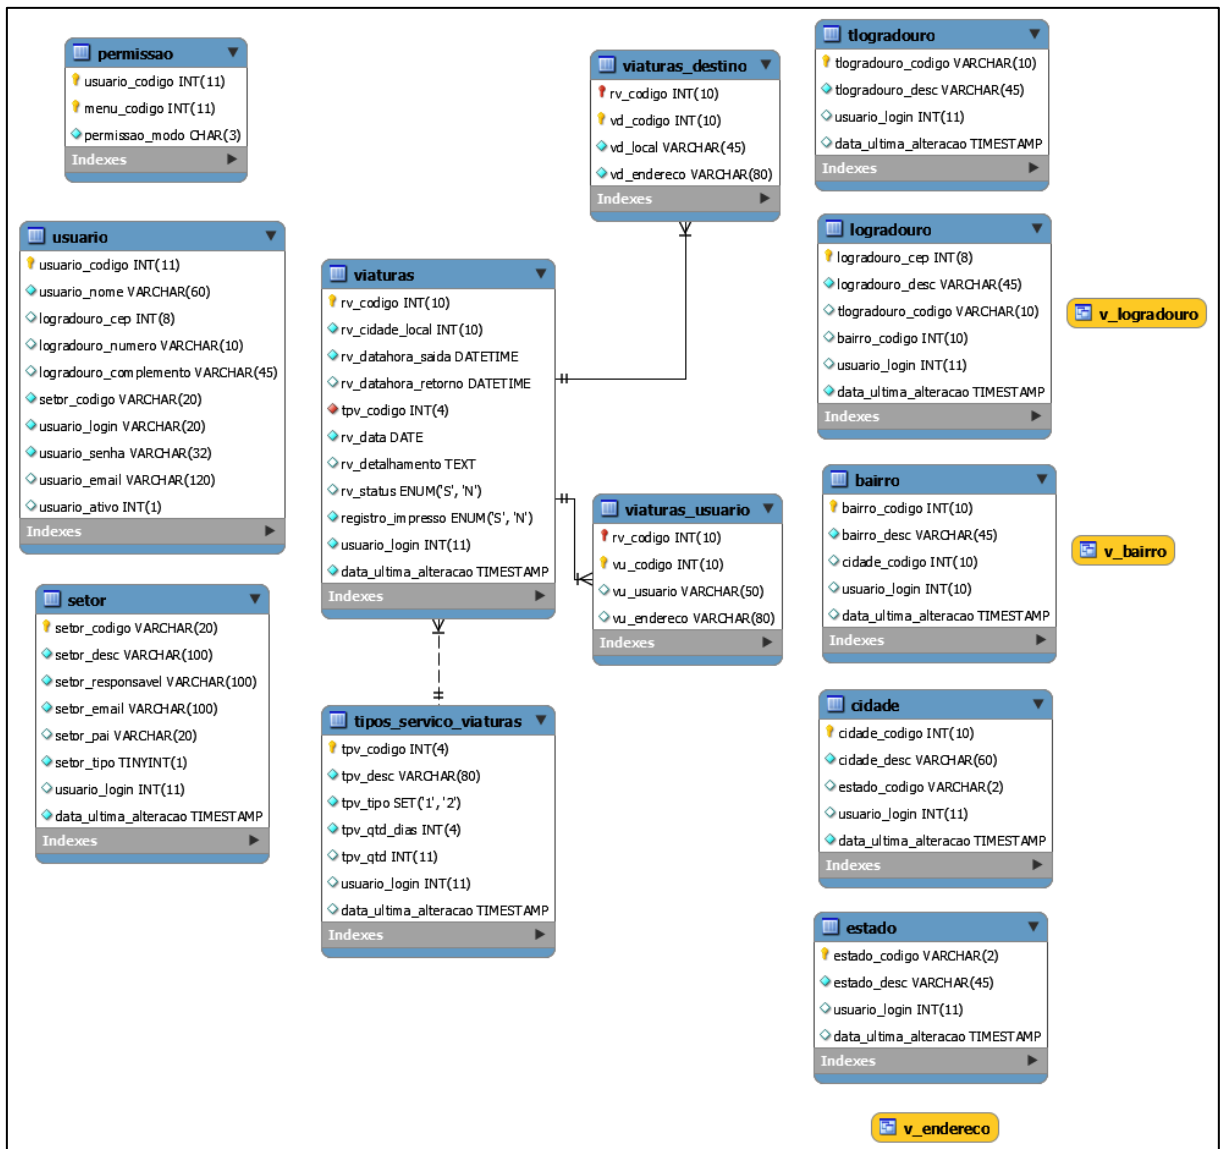 permissao
usuario_codigo INT(11)
menu_codigo INT(11)
permissao_modo CHAR(3)
Indexes
usuario
usuario_codigo INT(11)
usuario_nome VARCHAR(60)
logradouro_cep INT(8)
logradouro_numero VARCHAR(10)
logradouro_complemento VARCHAR(45)
setor_codigo VARCHAR(20)
usuario_login VARCHAR(20)
usuario_senha VARCHAR(32)
usuario_email VARCHAR(120)
usuario_ativo INT(1)
Indexes
setor
setor_codigo VARCHAR(20)
setor_desc VARCHAR(100)
setor_responsavel VARCHAR(100)
setor_email VARCHAR(100)
setor_pai VARCHAR(20)
setor_tipo TINYINT(1)
usuario_login INT(11)
data_ultima_alteracao TIMESTAMP
Indexes
viaturas
rv_codigo INT(10)
rv_cidade_local INT(10)
rv_datahora_saida DATETIME
rv_datahora_retorno DATETIME
tpv_codigo INT(4)
rv_data DATE
rv_detalhamento TEXT
rv_status ENUM('S', 'N')
registro_impresso ENUM('S', 'N')
usuario_login INT(11)
data_ultima_alteracao TIMESTAMP
Indexes
tipos_servico_viaturas
tpv_codigo INT(4)
tpv_desc VARCHAR(80)
tpv_tipo SET('1','2')
tpv_qtd_dias INT(4)
tpv_qtd INT(11)
usuario_login INT(11)
data_ultima_alteracao TIMESTAMP
Indexes
viaturas_destino
rv_codigo INT(10)
vd_codigo INT(10)
vd_local VARCHAR(45)
vd_endereco VARCHAR(80)
Indexes
viaturas_usuario
rv_codigo INT(10)
vu_codigo INT(10)
vu_usuario VARCHAR(50)
vu_endereco VARCHAR(80)
Indexes
tlogradouro
tlogradouro_codigo VARCHAR(10)
tlogradouro_desc VARCHAR(45)
usuario_login INT(11)
data_ultima_alteracao TIMESTAMP
Indexes
logradouro
logradouro_cep INT(8)
logradouro_desc VARCHAR(45)
tlogradouro_codigo VARCHAR(10)
bairro_codigo INT(10)
usuario_login INT(11)
data_ultima_alteracao TIMESTAMP
Indexes
v_logradouro
bairro
bairro_codigo INT(10)
bairro_desc VARCHAR(45)
cidade_codigo INT(10)
usuario_login INT(10)
data_ultima_alteracao TIMESTAMP
Indexes
v_bairro
cidade
cidade_codigo INT(10)
cidade_desc VARCHAR(60)
estado_codigo VARCHAR(2)
usuario_login INT(11)
data_ultima_alteracao TIMESTAMP
Indexes
estado
estado_codigo VARCHAR(2)
estado_desc VARCHAR(45)
usuario_login INT(11)
data_ultima_alteracao TIMESTAMP
Indexes
v_endereco